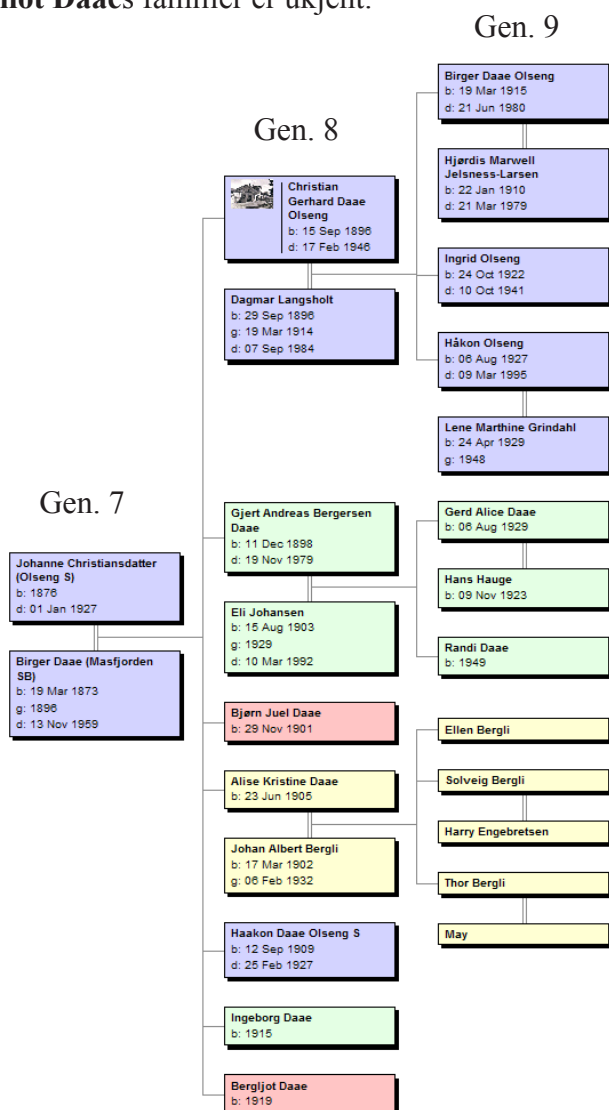 Daaes familier er ukjent.
Gen. 9
Birger Daae Olseng
b: 19 Mar 1915
d: 21 Jun 1980
Gen. 8
Hjørdis Marwell
Jelsness-Larsen
b: 22 Jan 1910
d: 21 Mar 1979
Christian
Gerhard Daae
Olseng
b: 15 Sep 1896
d: 17 Feb 1946
Ingrid Olseng
b: 24 Oct 1922
d: 10 Oct 1941
Dagmar Langsholt
b: 29 Sep 1896
g: 19 Mar 1914
d: 07 Sep 1984
Håkon Olseng
b: 06 Aug 1927
d: 09 Mar 1995
Lene Marthine Grindahl
b: 24 Apr 1929
g: 1948
Gen. 7
Johanne Christiansdatter
(Olseng S)
b: 1876
d: 01 Jan 1927
Birger Daae (Masfjorden
SB)
b: 19 Mar 1873
g: 1896
d: 13 Nov 1959
Gjert Andreas Bergersen
Daae
b: 11 Dec 1898
d: 19 Nov 1979
Eli Johansen
b: 15 Aug 1903
g: 1929
d: 10 Mar 1992
Gerd Alice Daae
b: 06 Aug 1929
Hans Hauge
b: 09 Nov 1923
Randi Daae
b: 1949
Bjørn Juel Daae
b: 29 Nov 1901
Alise Kristine Daae
b: 23 Jun 1905
Johan Albert Bergli
b: 17 Mar 1902
g: 06 Feb 1932
Ellen Bergli
Solveig Bergli
Harry Engebretsen
Thor Bergli
May
Haakon Daae Olseng S
b: 12 Sep 1909
d: 25 Feb 1927
Ingeborg Daae
b: 1915
Bergljot Daae
b: 1919